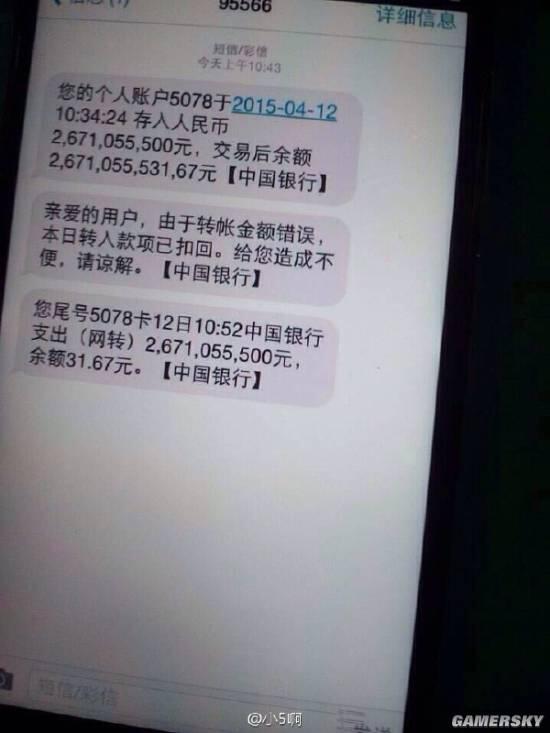 95566
详细信息
短信/彩信
今天上午10:43
您的个人账户5078于2015-04-12
10:34:24 存入人民币
2,671,055,500元，交易后余额
2,671,055,531,67元【中国银行】
亲爱的用户，由于转帐金额错误，
本日转入款项已扣回。给您造成不
便，请谅解。【中国银行】
您尾号5078卡12日10:52中国银行
支出（网转）2,671,055,500元，
余额31.67元。【中国银行】
短信/彩信
发送
@小5啊
GAMERSKY